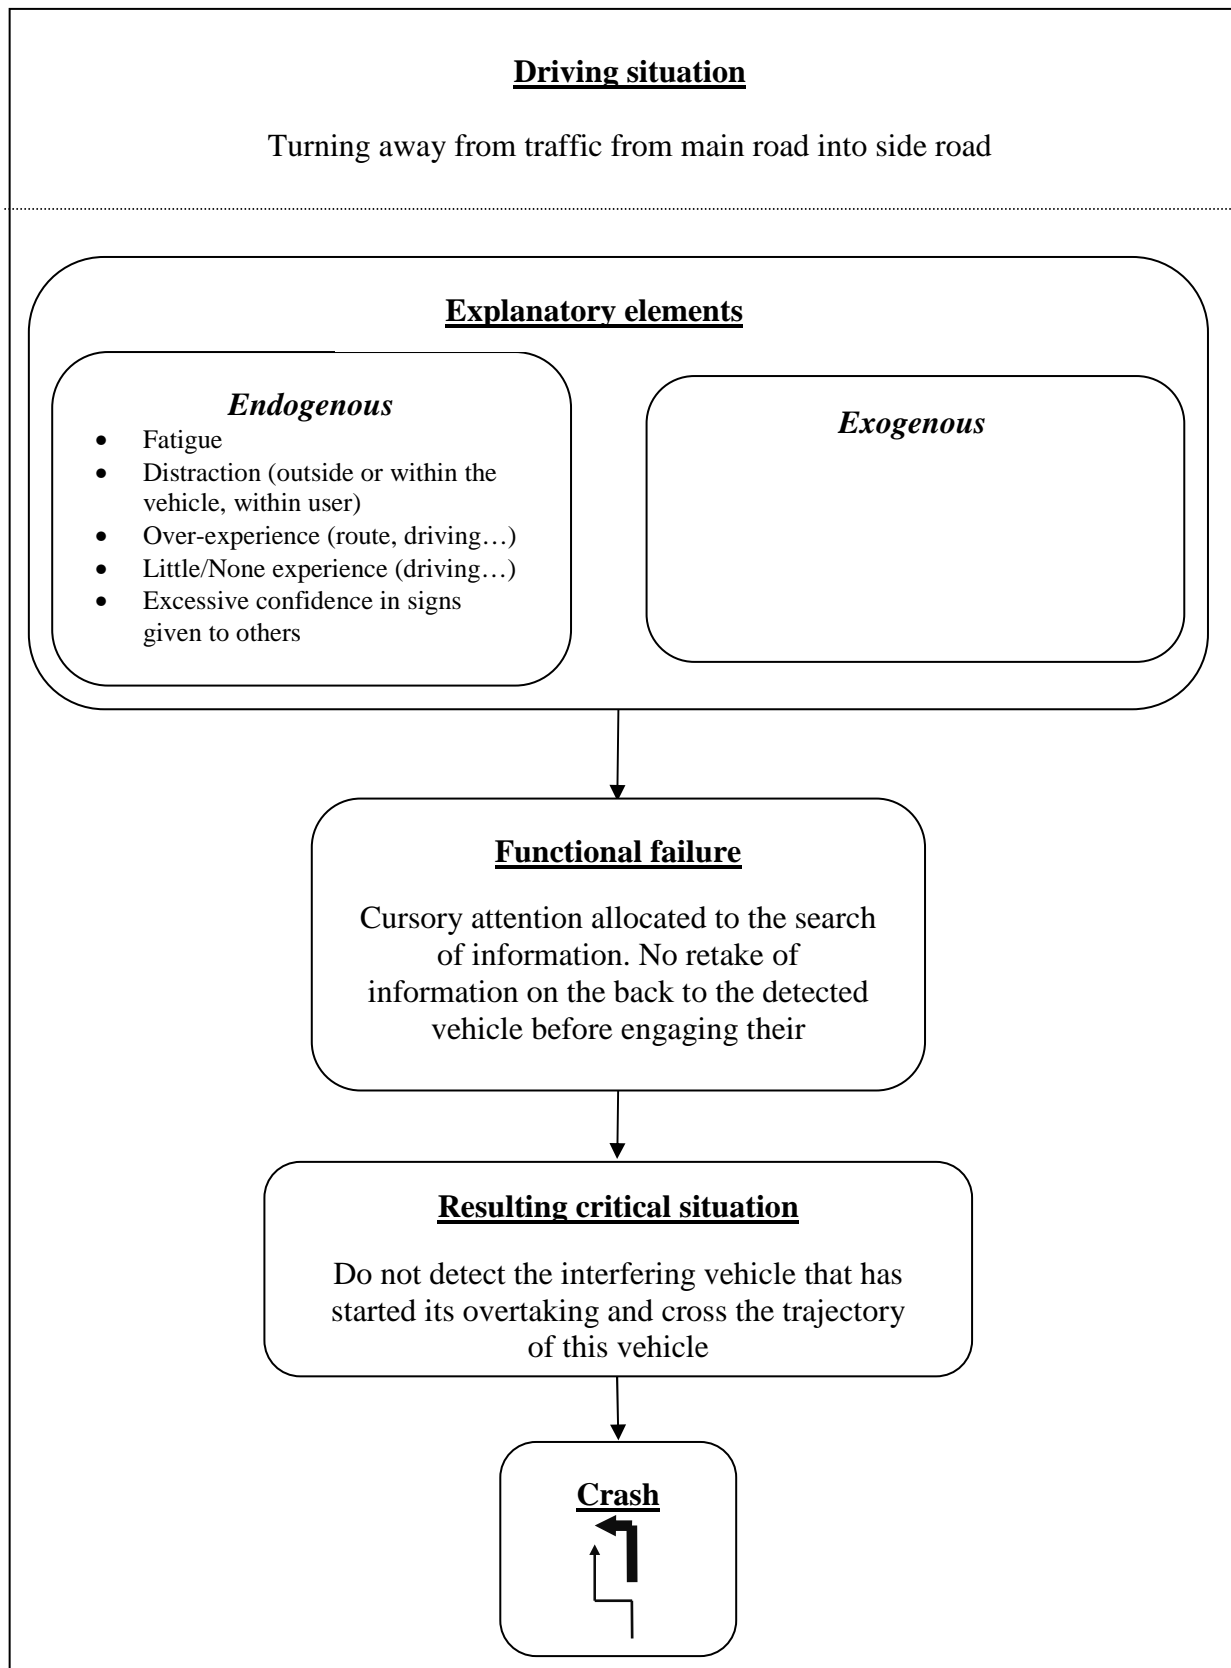 Driving situation
Turning away from traffic from main road into side road
Explanatory elements
Endogenous
• Fatigue
• Distraction (outside or within the
vehicle, within user)
• Over-experience (route, driving…)
• Little/None experience (driving…)
• Excessive confidence in signs
given to others
Exogenous
Functional failure
Cursory attention allocated to the search
of information. No retake of
information on the back to the detected
vehicle before engaging their
Resulting critical situation
Do not detect the interfering vehicle that has
started its overtaking and cross the trajectory
of this vehicle
Crash